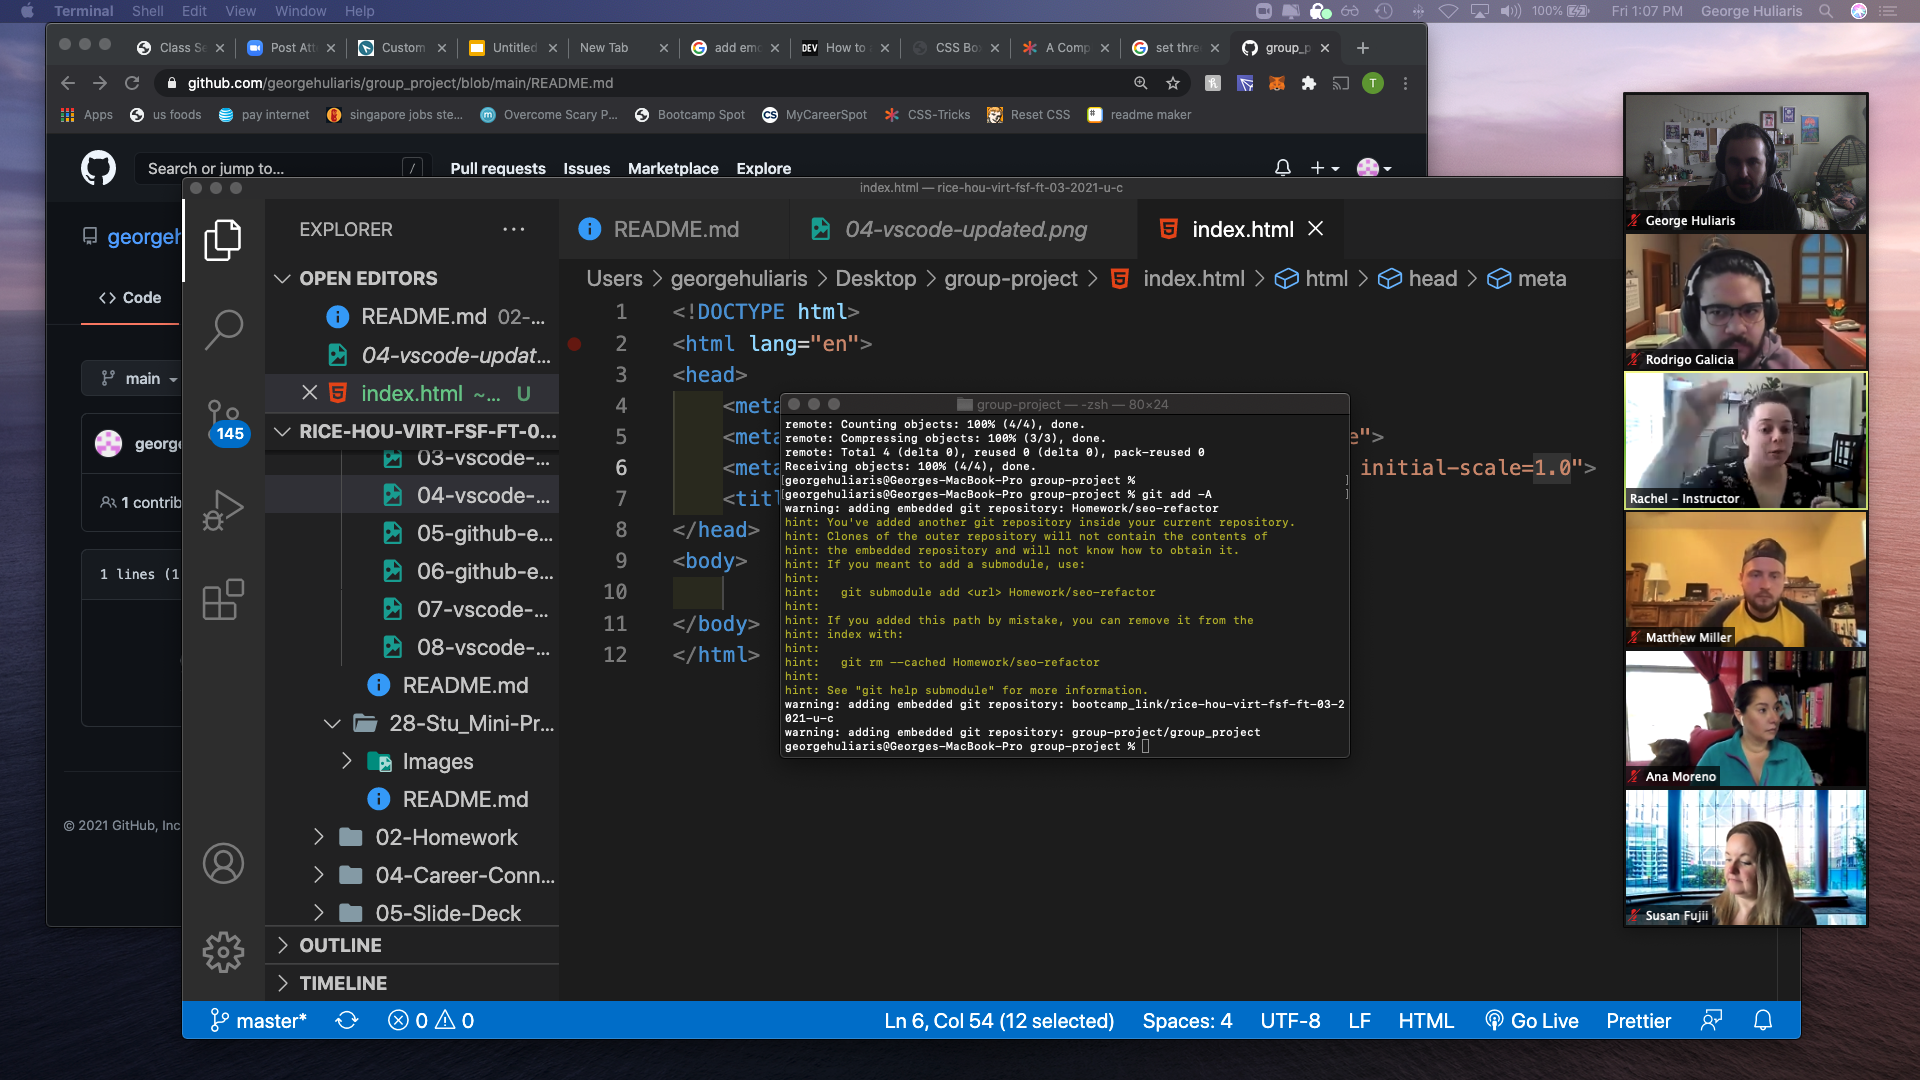 Terminal Shell Edit View Window Help
100% Fri 1:07 PM George Huliaris
Class Se
Post Att
Custom
Untitled
New Tab
add emo
How to
CSS Bo
A Comp
set thre
group_p
github.com/georgehuliaris/group_project/blob/main/README.md
T
Apps
us foods
pay internet
singapore jobs ste...
Overcome Scary P...
Bootcamp Spot
MyCareerSpot
CSS-Tricks
Reset CSS
readme maker
Search or jump to... /
Pull requests Issues Marketplace Explore
index.html — rice-hou-virt-fsf-ft-03-2021-u-c
georgeh
Code
main
george
1 contrib
1 lines (1
© 2021 GitHub, Inc
145
EXPLORER
OPEN EDITORS
README.md 02-...
04-vscode-updat...
index.html ~... U
RICE-HOU-VIRT-FSF-FT-0...
03-vscode-...
04-vscode-...
05-github-e...
06-github-e...
07-vscode-...
08-vscode-...
README.md
28-Stu_Mini-Pr...
Images
README.md
02-Homework
04-Career-Conn...
05-Slide-Deck
OUTLINE
TIMELINE
README.md
04-vscode-updated.png
index.html
Users > georgehuliaris > Desktop > group-project > index.html > html > head > meta
1 <!DOCTYPE html>
2 <html lang="en">
3 <head>
4 <meta
5 <meta e">
6 <meta initial-scale=1.0">
7 <titl
8 </head>
9 <body>
10
11 </body>
12 </html>
group-project — -zsh — 80×24
remote: Counting objects: 100% (4/4), done.
remote: Compressing objects: 100% (3/3), done.
remote: Total 4 (delta 0), reused 0 (delta 0), pack-reused 0
Receiving objects: 100% (4/4), done.
[georgehuliaris@Georges-MacBook-Pro group-project % ]
[georgehuliaris@Georges-MacBook-Pro group-project % git add -A ]
warning: adding embedded git repository: Homework/seo-refactor
hint: You've added another git repository inside your current repository.
hint: Clones of the outer repository will not contain the contents of
hint: the embedded repository and will not know how to obtain it.
hint: If you meant to add a submodule, use:
hint:
hint: git submodule add <url> Homework/seo-refactor
hint:
hint: If you added this path by mistake, you can remove it from the
hint: index with:
hint:
hint: git rm --cached Homework/seo-refactor
hint:
hint: See "git help submodule" for more information.
warning: adding embedded git repository: bootcamp_link/rice-hou-virt-fsf-ft-03-2
021-u-c
warning: adding embedded git repository: group-project/group_project
georgehuliaris@Georges-MacBook-Pro group-project %
George Huliaris
Rodrigo Galicia
Rachel – Instructor
Matthew Miller
Ana Moreno
Susan Fujii
master* 0 0
Ln 6, Col 54 (12 selected) Spaces: 4 UTF-8 LF HTML Go Live Prettier